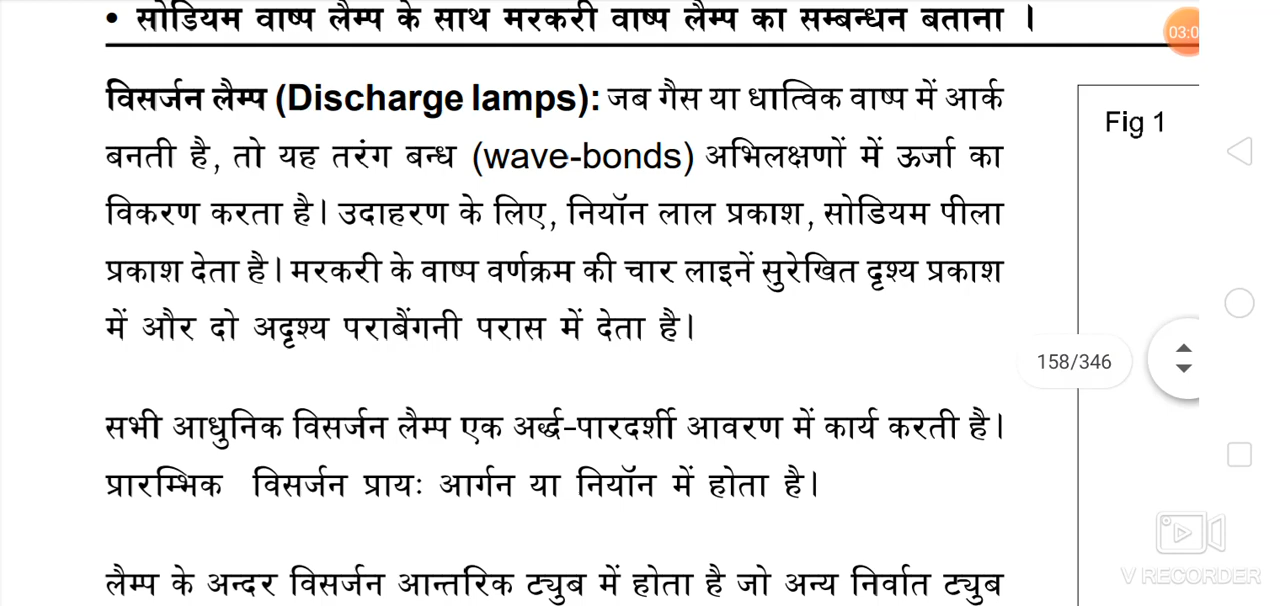 • सोडियम वाष्प लैम्प के साथ मरकरी वाष्प लैम्प का सम्बन्धन बताना ।
03:0
विसर्जन लैम्प (Discharge lamps): जब गैस या धात्विक वाष्प में आर्क
बनती है, तो यह तरंग बन्ध (wave-bonds) अभिलक्षणों में ऊर्जा का
विकरण करता है। उदाहरण के लिए, नियॉन लाल प्रकाश, सोडियम पीला
प्रकाश देता है। मरकरी के वाष्प वर्णक्रम की चार लाइनें सुरेखित दृश्य प्रकाश
में और दो अदृश्य पराबैंगनी परास में देता है।
सभी आधुनिक विसर्जन लैम्प एक अर्द्ध-पारदर्शी आवरण में कार्य करती है।
प्रारम्भिक विसर्जन प्रायः आर्गन या नियॉन में होता है।
लैम्प के अन्दर विसर्जन आन्तरिक ट्युब में होता है जो अन्य निर्वात ट्युब
Fig 1
158/346
V RECORDER